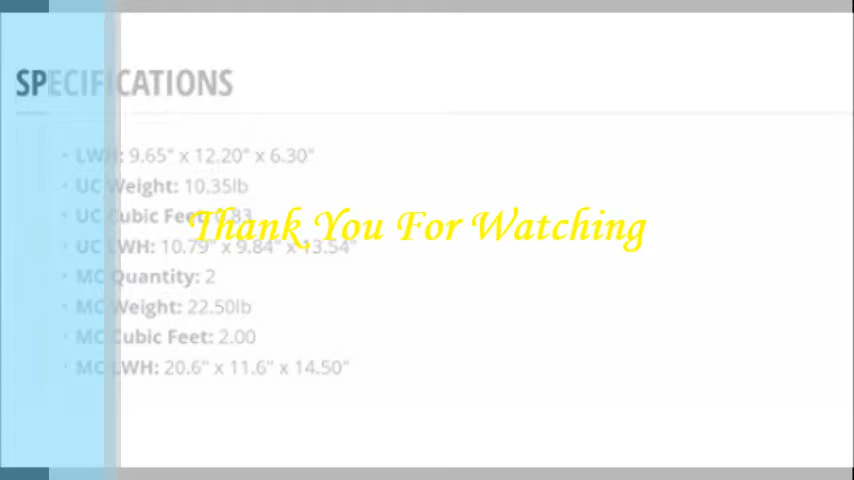 SPECIFICATIONS
• LWH: 9.65" x 12.20" x 6.30"
• UC Weight: 10.35lb
• UC Cubic Feet: 0.83
Thank You For Watching
• UC LWH: 10.79" x 9.84" x 13.54"
• MC Quantity: 2
• MC Weight: 22.50lb
• MC Cubic Feet: 2.00
• MC LWH: 20.6" x 11.6" x 14.50"